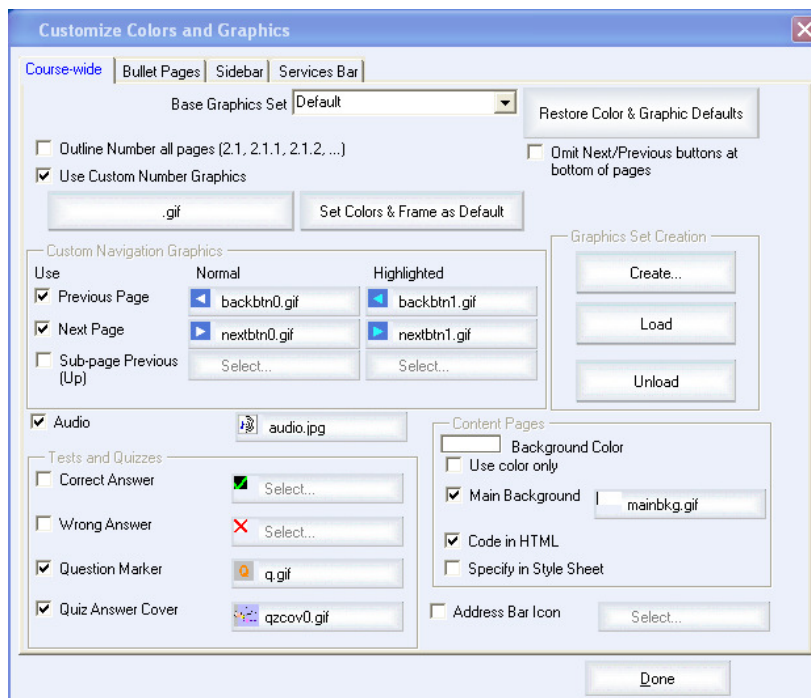 Customize Colors and Graphics
Course-wide Bullet Pages Sidebar Services Bar
Base Graphics Set Default
Restore Color & Graphic Defaults
Outline Number all pages (2.1, 2.1.1, 2.1.2, ...)
Omit Next/Previous buttons at
bottom of pages
Use Custom Number Graphics
.gif Set Colors & Frame as Default
Custom Navigation Graphics
Use Normal Highlighted
Previous Page backbtn0.gif backbtn1.gif
Next Page nextbtn0.gif nextbtn1.gif
Sub-page Previous
(Up) Select... Select...
Graphics Set Creation
Create...
Load
Unload
Audio audio.jpg
Tests and Quizzes
Correct Answer Select...
Wrong Answer Select...
Question Marker Q q.gif
Quiz Answer Cover qzcov0.gif
Content Pages
Background Color
Use color only
Main Background mainbkg.gif
Code in HTML
Specify in Style Sheet
Address Bar Icon Select...
Done